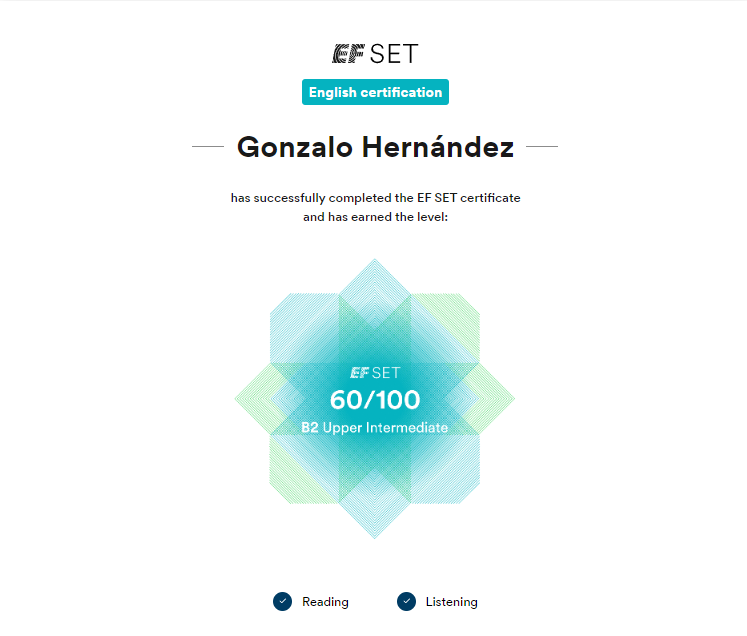 EF SET
English certification
Gonzalo Hernández
has successfully completed the EF SET certificate
and has earned the level:
EF SET
60/100
B2 Upper Intermediate
Reading Listening